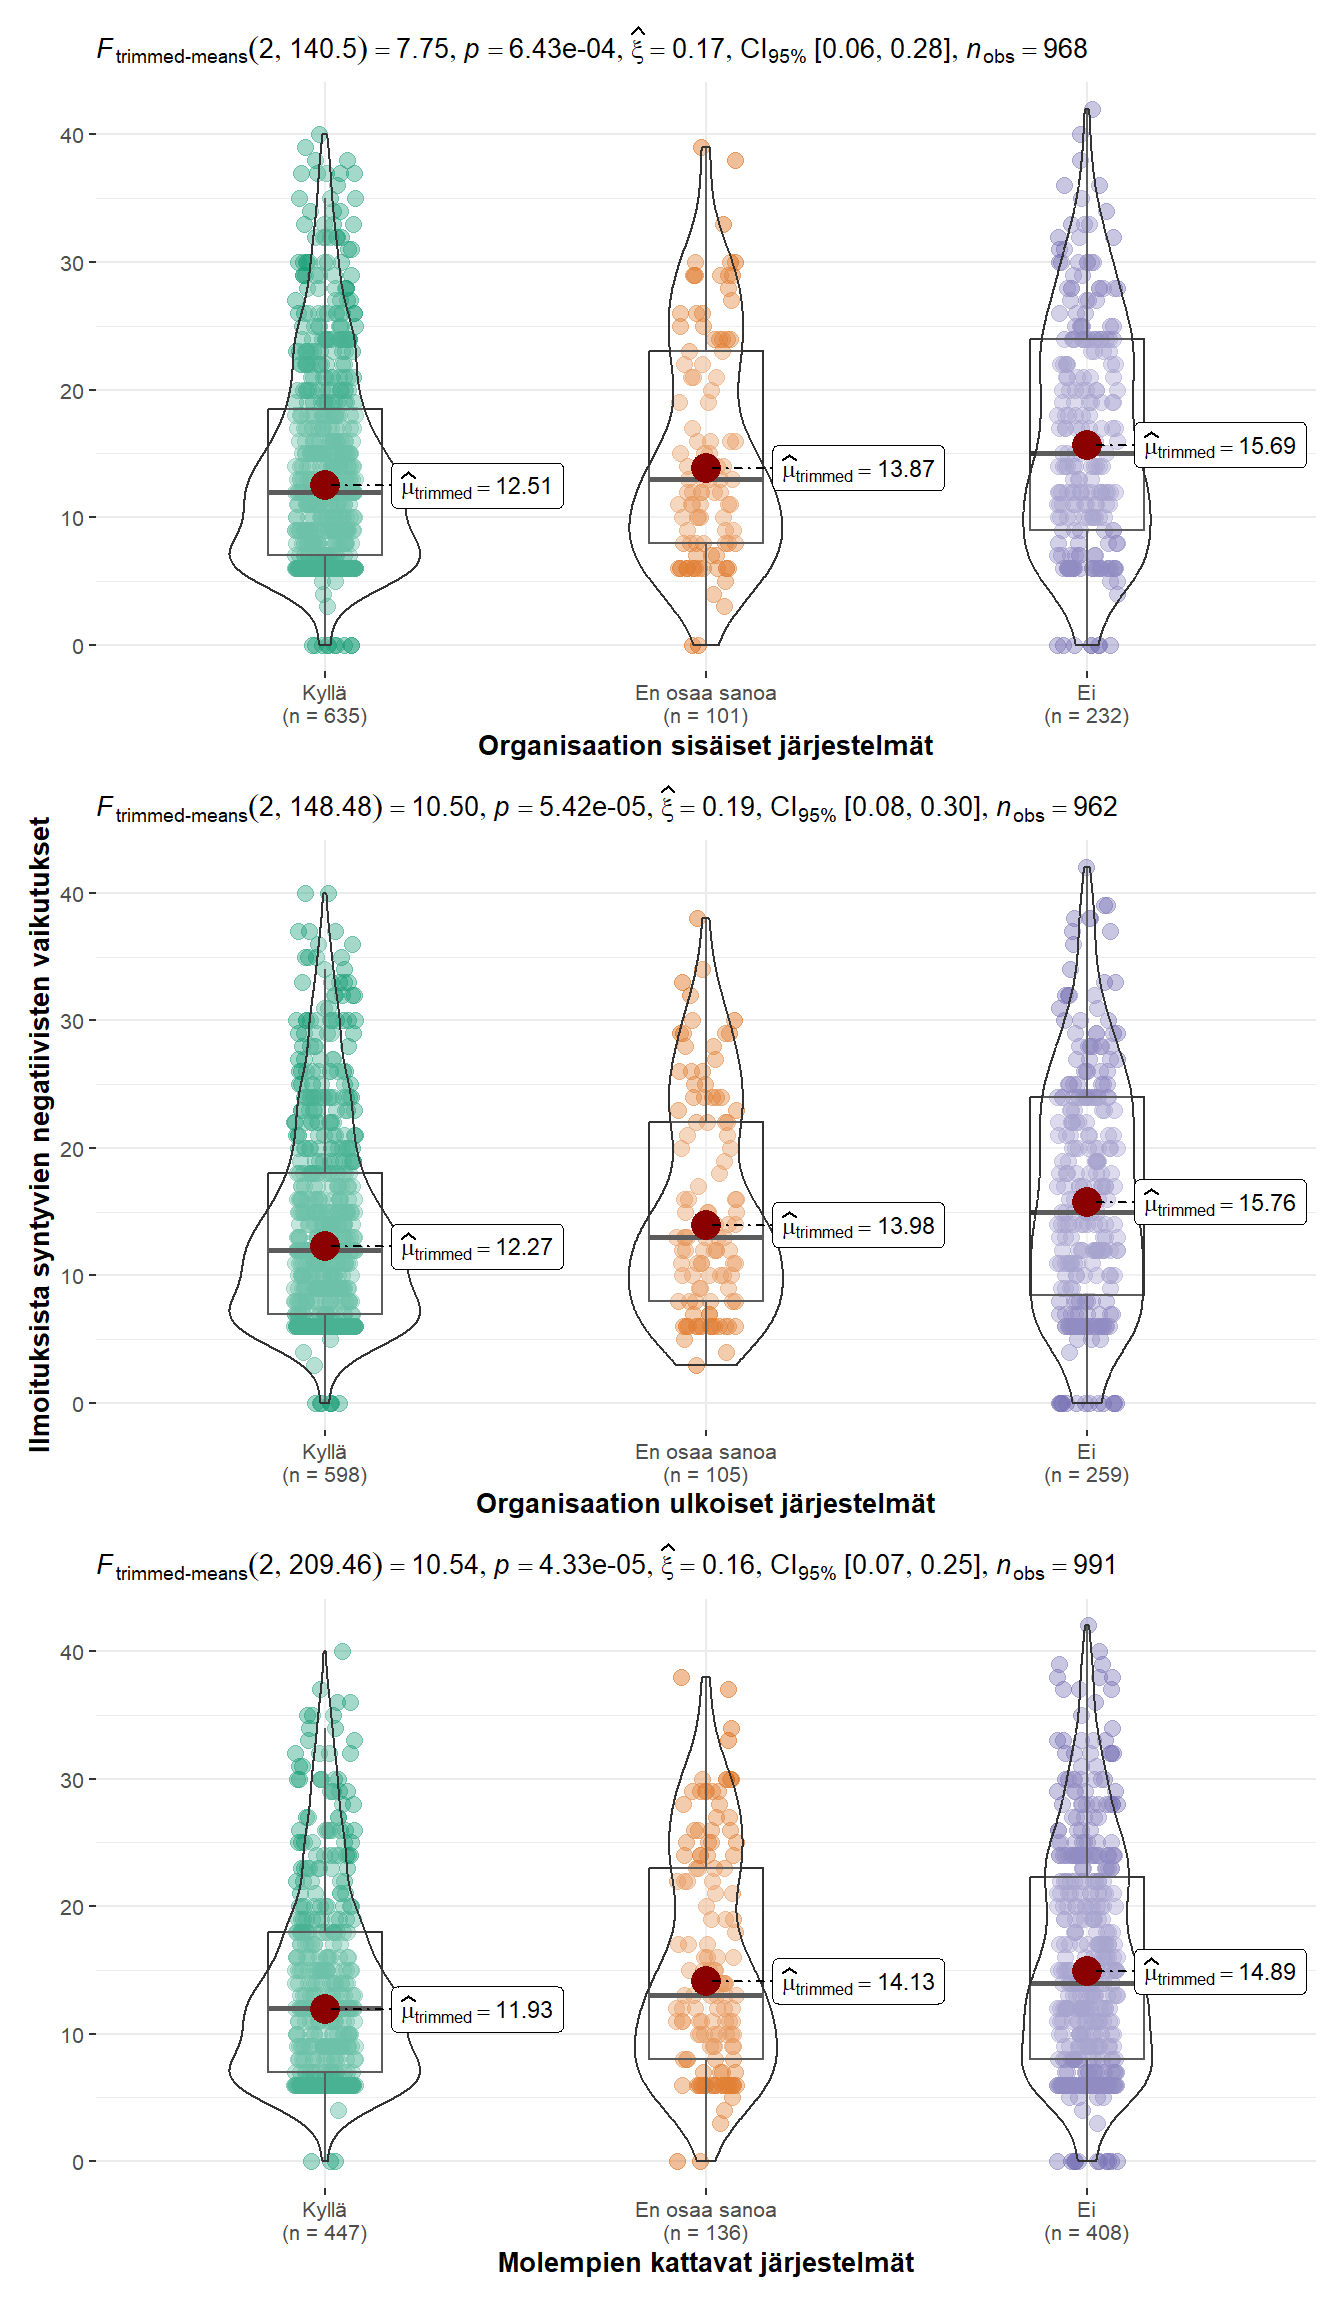 F trimmed-means(2, 140.5) = 7.75, p = 6.43e-04, ξ̂ = 0.17, CI95% [0.06, 0.28], nobs = 968
40
30
20
10
0
μ̂trimmed = 12.51
μ̂trimmed = 13.87
μ̂trimmed = 15.69
Kyllä
(n = 635)
En osaa sanoa
(n = 101)
Ei
(n = 232)
Organisaation sisäiset järjestelmät
Ilmoituksista syntyvien negatiivisten vaikutukset
F trimmed-means(2, 148.48) = 10.50, p = 5.42e-05, ξ̂ = 0.19, CI95% [0.08, 0.30], nobs = 962
40
30
20
10
0
μ̂trimmed = 12.27
μ̂trimmed = 13.98
μ̂trimmed = 15.76
Kyllä
(n = 598)
En osaa sanoa
(n = 105)
Ei
(n = 259)
Organisaation ulkoiset järjestelmät
F trimmed-means(2, 209.46) = 10.54, p = 4.33e-05, ξ̂ = 0.16, CI95% [0.07, 0.25], nobs = 991
40
30
20
10
0
μ̂trimmed = 11.93
μ̂trimmed = 14.13
μ̂trimmed = 14.89
Kyllä
(n = 447)
En osaa sanoa
(n = 136)
Ei
(n = 408)
Molempien kattavat järjestelmät